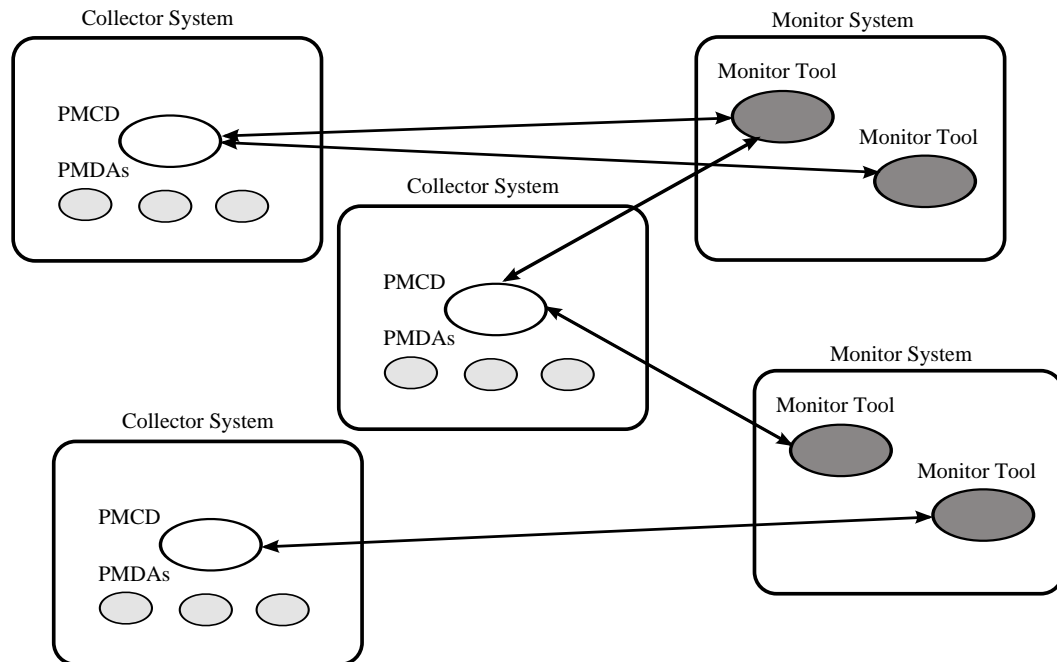 Collector System
Monitor System
Monitor Tool
PMCD
Monitor Tool
PMDAs
Collector System
PMCD
PMDAs
Monitor System
Monitor Tool
Collector System
Monitor Tool
PMCD
PMDAs